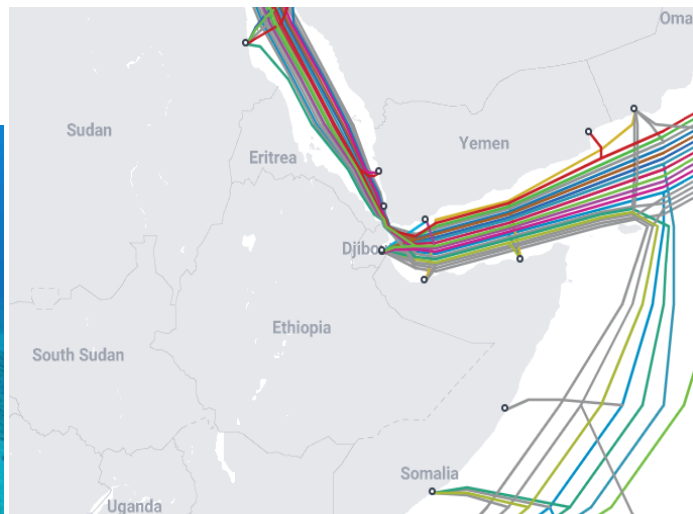 Oma
Sudan
Yemen
Eritrea
Djibo
Ethiopia
South Sudan
Somalia
Uganda